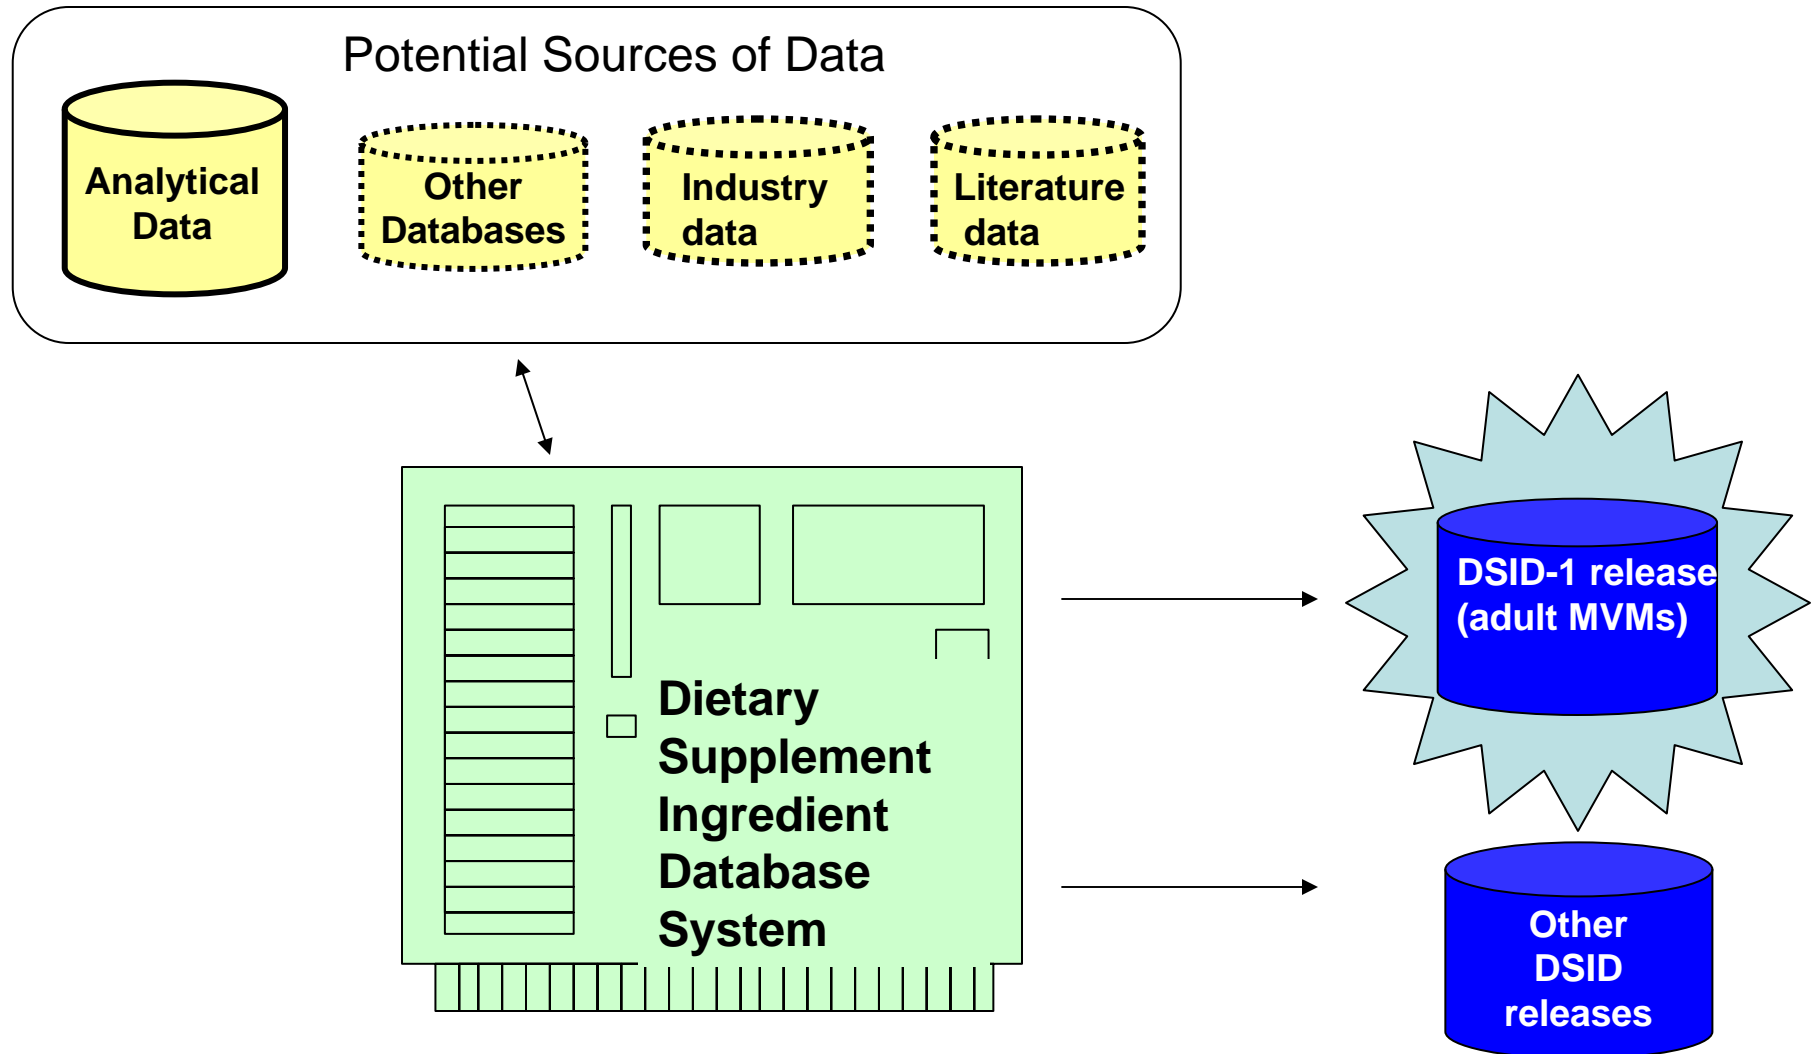 Potential Sources of Data
Analytical
Data
Other
Databases
Industry
data
Literature
data
Dietary
Supplement
Ingredient
Database
System
DSID-1 release
(adult MVMs)
Other
DSID
releases